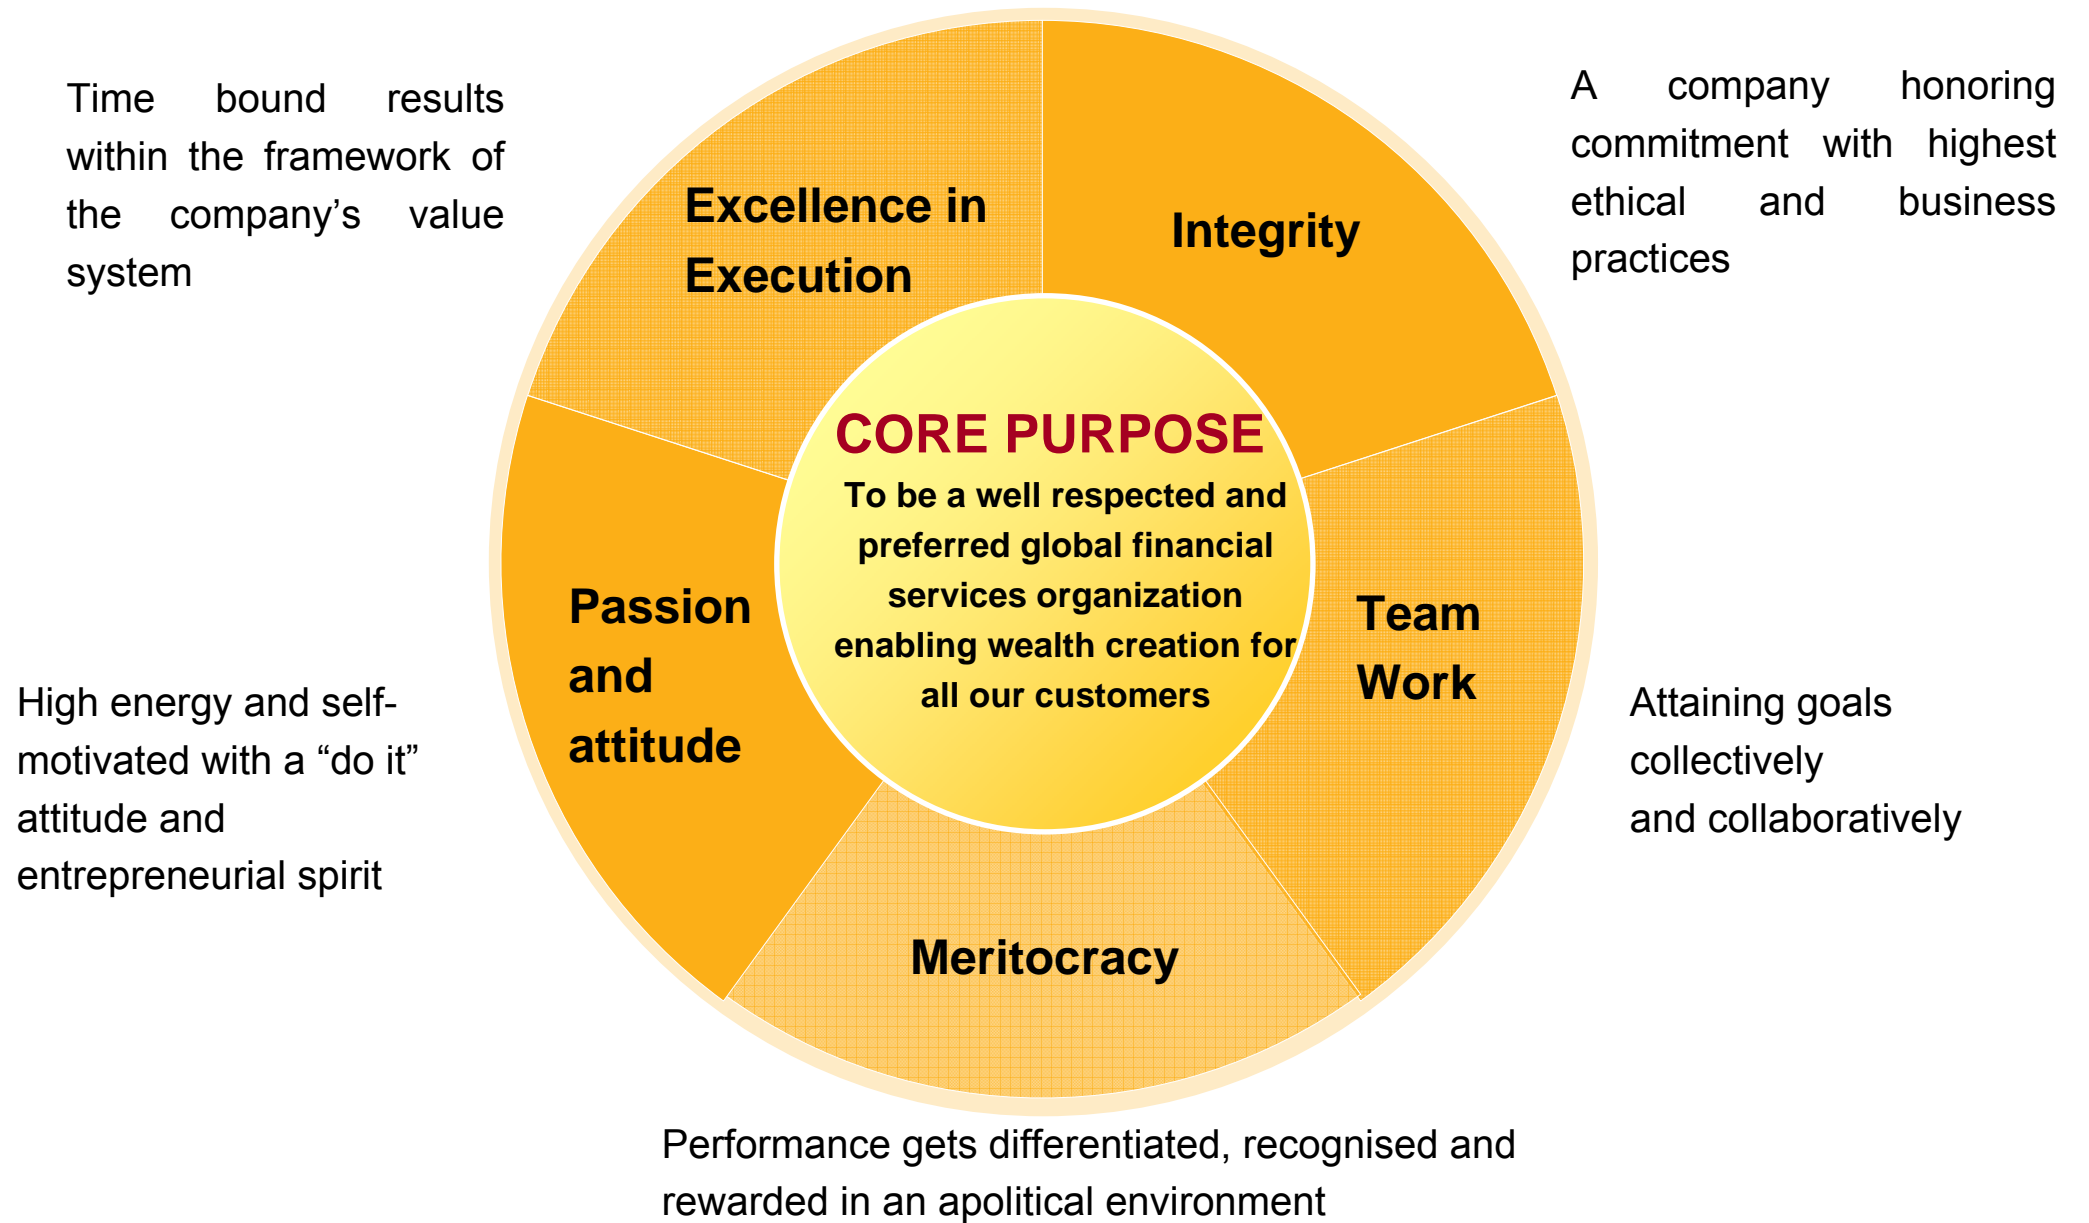 Time bound results
within the framework of
the company’s value
system
Excellence in
Execution
Integrity
A company honoring
commitment with highest
ethical and business
practices
CORE PURPOSE
To be a well respected and
preferred global financial
services organization
enabling wealth creation for
all our customers
Passion
and
attitude
Team
Work
High energy and self-
motivated with a “do it”
attitude and
entrepreneurial spirit
Attaining goals
collectively
and collaboratively
Meritocracy
Performance gets differentiated, recognised and
rewarded in an apolitical environment